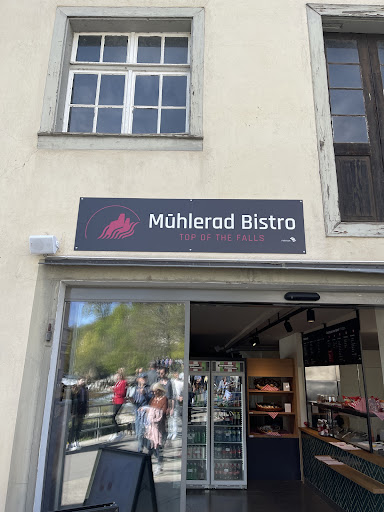 Mühlerad Bistro
TOP OF THE FALLS